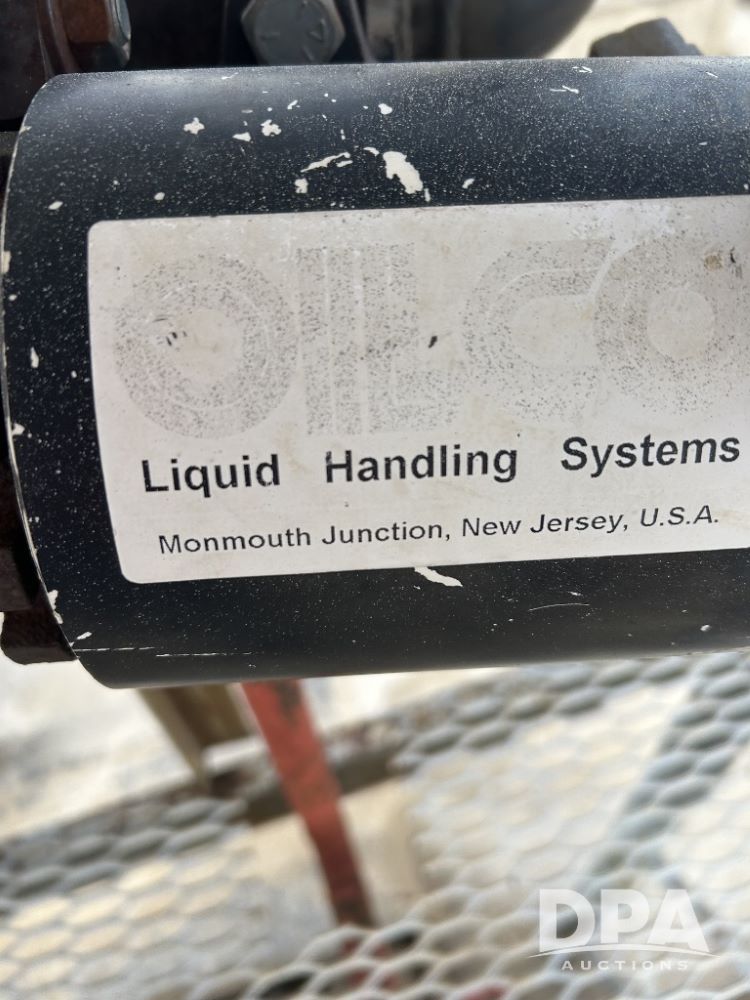 OILCO
Liquid Handling Systems
Monmouth Junction, New Jersey, U.S.A.
DPA
AUCTIONS